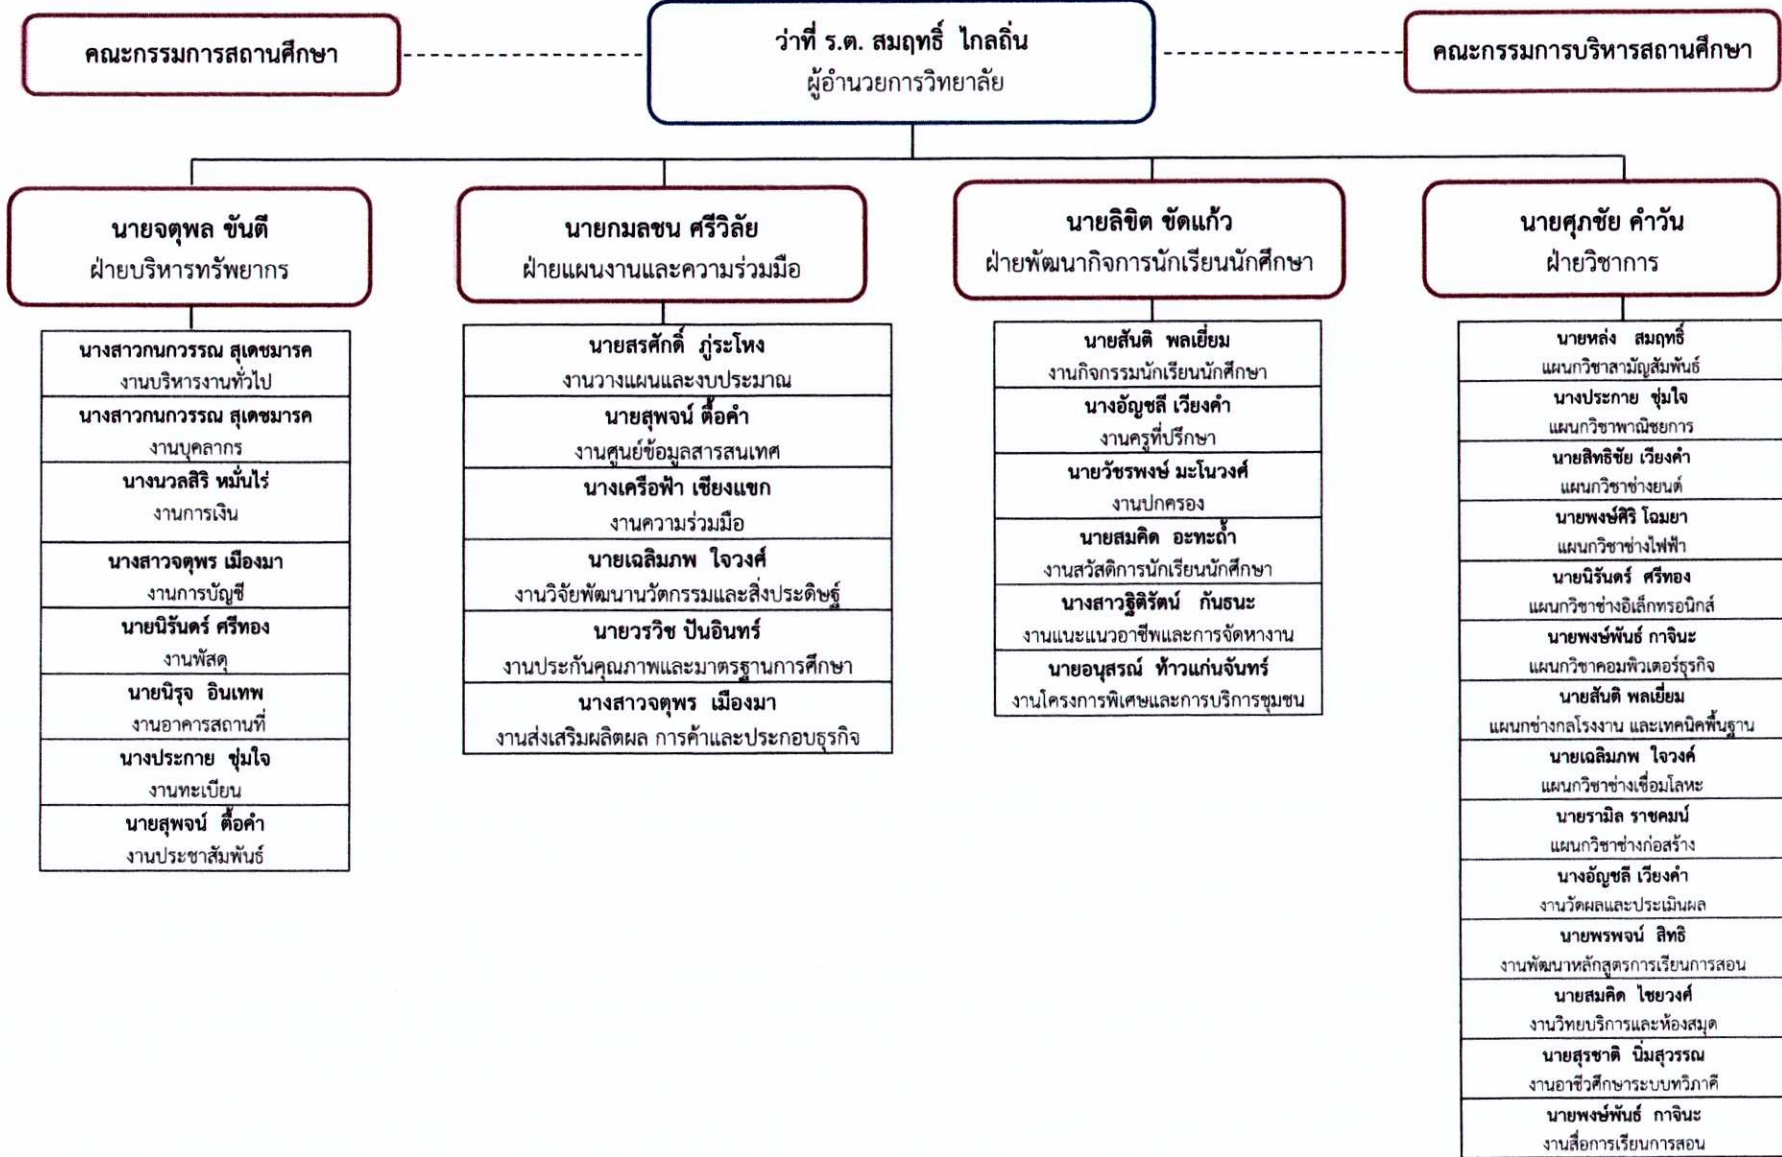 คณะกรรมการสถานศึกษา
ว่าที่ ร.ต. สมฤทธิ์ ไกลถิ่น
ผู้อำนวยการวิทยาลัย
คณะกรรมการบริหารสถานศึกษา
นายจตุพล ขันตี
ฝ่ายบริหารทรัพยากร
นางสาวกนกวรรณ สุเดชมารค
งานบริหารงานทั่วไป
นางสาวกนกวรรณ สุเดชมารค
งานบุคลากร
นางนวลสิริ หมั่นไร่
งานการเงิน
นางสาวจตุพร เมืองมา
งานการบัญชี
นายนิรันดร์ ศรีทอง
งานพัสดุ
นายนิรุจ อินเทพ
งานอาคารสถานที่
นางประกาย ชุ่มใจ
งานทะเบียน
นายสุพจน์ ตื้อคำ
งานประชาสัมพันธ์
นายกมลชน ศรีวิลัย
ฝ่ายแผนงานและความร่วมมือ
นายสรศักดิ์ ภู่ระโหง
งานวางแผนและงบประมาณ
นายสุพจน์ ตื้อคำ
งานศูนย์ข้อมูลสารสนเทศ
นางเครือฟ้า เชียงแขก
งานความร่วมมือ
นายเฉลิมภพ ใจวงศ์
งานวิจัยพัฒนานวัตกรรมและสิ่งประดิษฐ์
นายวรวิช ปันอินทร์
งานประกันคุณภาพและมาตรฐานการศึกษา
นางสาวจตุพร เมืองมา
งานส่งเสริมผลิตผล การค้าและประกอบธุรกิจ
นายลิขิต ขัดแก้ว
ฝ่ายพัฒนากิจการนักเรียนนักศึกษา
นายสันติ พลเยี่ยม
งานกิจกรรมนักเรียนนักศึกษา
นางอัญชลี เวียงคำ
งานครูที่ปรึกษา
นายวัชรพงษ์ มะโนวงศ์
งานปกครอง
นายสมคิด อะทะถ้ำ
งานสวัสดิการนักเรียนนักศึกษา
นางสาวฐิติรัตน์ กันธนะ
งานแนะแนวอาชีพและการจัดหางาน
นายอนุสรณ์ ท้าวแก่นจันทร์
งานโครงการพิเศษและการบริการชุมชน
นายศุภชัย คำวัน
ฝ่ายวิชาการ
นายหล่ง สมฤทธิ์
แผนกวิชาสามัญสัมพันธ์
นางประกาย ชุ่มใจ
แผนกวิชาพาณิชยการ
นายสิทธิชัย เวียงคำ
แผนกวิชาช่างยนต์
นายพงษ์ศิริ โฉมยา
แผนกวิชาช่างไฟฟ้า
นายนิรันดร์ ศรีทอง
แผนกวิชาช่างอิเล็กทรอนิกส์
นายพงษ์พันธ์ กาจินะ
แผนกวิชาคอมพิวเตอร์ธุรกิจ
นายสันติ พลเยี่ยม
แผนกช่างกลโรงงาน และเทคนิคพื้นฐาน
นายเฉลิมภพ ใจวงค์
แผนกวิชาช่างเชื่อมโลหะ
นายรามิล ราชคมน์
แผนกวิชาช่างก่อสร้าง
นางอัญชลี เวียงคำ
งานวัดผลและประเมินผล
นายพรพจน์ สิทธิ
งานพัฒนาหลักสูตรการเรียนการสอน
นายสมคิด ไชยวงศ์
งานวิทยบริการและห้องสมุด
นายสุรชาติ นิ่มสุวรรณ
งานอาชีวศึกษาระบบทวิภาคี
นายพงษ์พันธ์ กาจินะ
งานสื่อการเรียนการสอน